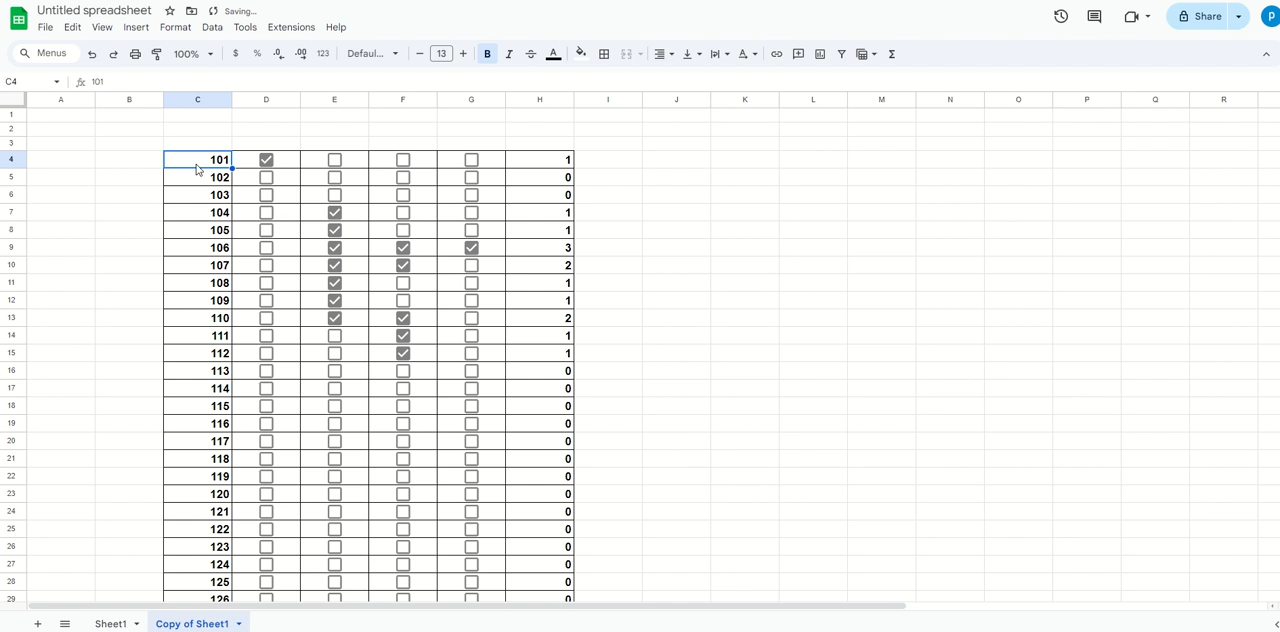 Untitled spreadsheet Saving...
File Edit View Insert Format Data Tools Extensions Help
Share p
Menus 100% $ % .0 .00 123 Defaul... − 13 + B I S A A Σ
C4 fx 101
A B C D E F G H I J K L M N O P Q R
1
2
3
4 101 1
5 102 0
6 103 0
7 104 1
8 105 1
9 106 3
10 107 2
11 108 1
12 109 1
13 110 2
14 111 1
15 112 1
16 113 0
17 114 0
18 115 0
19 116 0
20 117 0
21 118 0
22 119 0
23 120 0
24 121 0
25 122 0
26 123 0
27 124 0
28 125 0
29 126 0
+ Sheet1 Copy of Sheet1